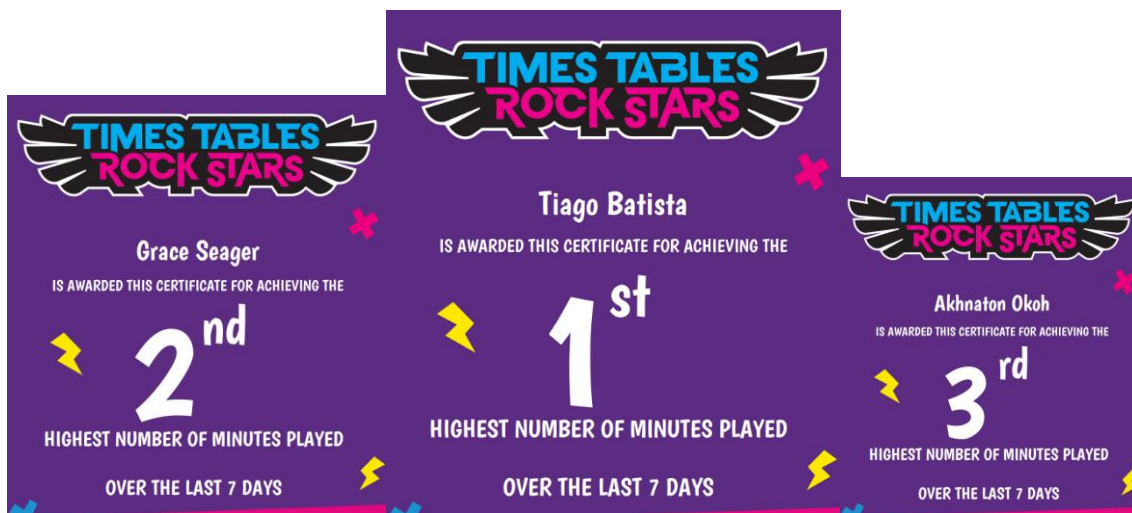 TIMES TABLES
ROCK STARS
Grace Seager
IS AWARDED THIS CERTIFICATE FOR ACHIEVING THE
2nd
HIGHEST NUMBER OF MINUTES PLAYED
OVER THE LAST 7 DAYS
TIMES TABLES
ROCK STARS
Tiago Batista
IS AWARDED THIS CERTIFICATE FOR ACHIEVING THE
1st
HIGHEST NUMBER OF MINUTES PLAYED
OVER THE LAST 7 DAYS
TIMES TABLES
ROCK STARS
Akhnaton Okoh
IS AWARDED THIS CERTIFICATE FOR ACHIEVING THE
3rd
HIGHEST NUMBER OF MINUTES PLAYED
OVER THE LAST 7 DAYS